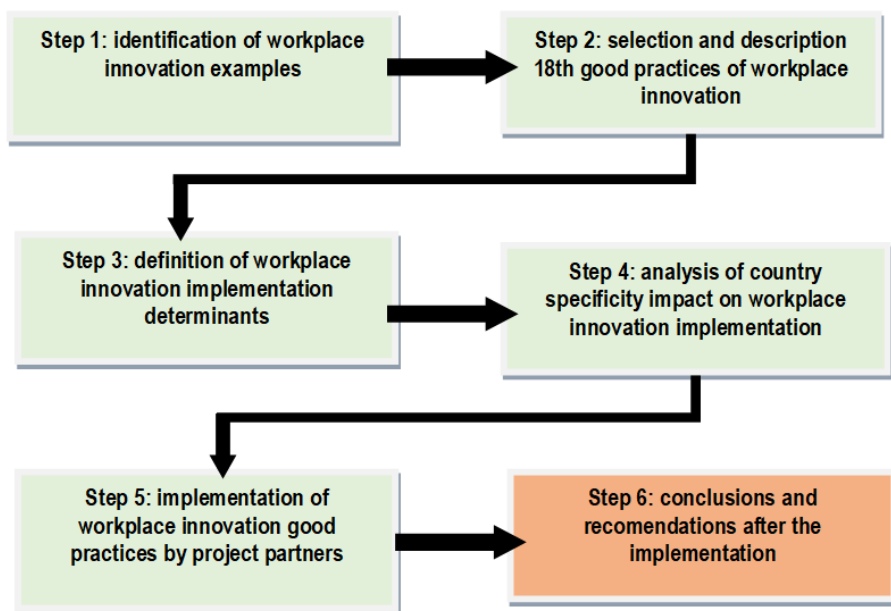 Step 1: identification of workplace
innovation examples
Step 2: selection and description
18th good practices of workplace
innovation
Step 3: definition of workplace
innovation implementation
determinants
Step 4: analysis of country
specificity impact on workplace
innovation implementation
Step 5: implementation of
workplace innovation good
practices by project partners
Step 6: conclusions and
recomendations after the
implementation